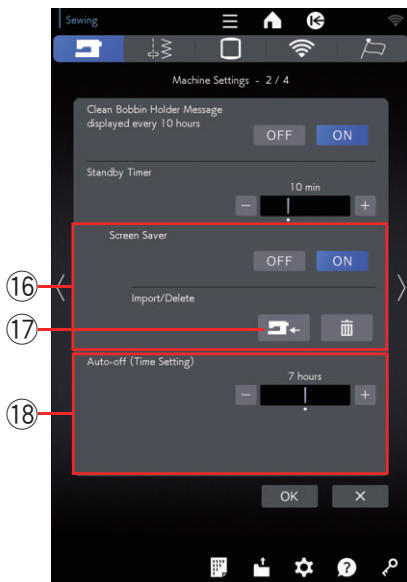 Sewing
Machine Settings - 2 / 4
Clean Bobbin Holder Message
displayed every 10 hours
OFF ON
Standby Timer
10 min
- +
Screen Saver
OFF ON
Import/Delete
Auto-off (Time Setting)
7 hours
- +
OK ×
⑯
⑰
⑱